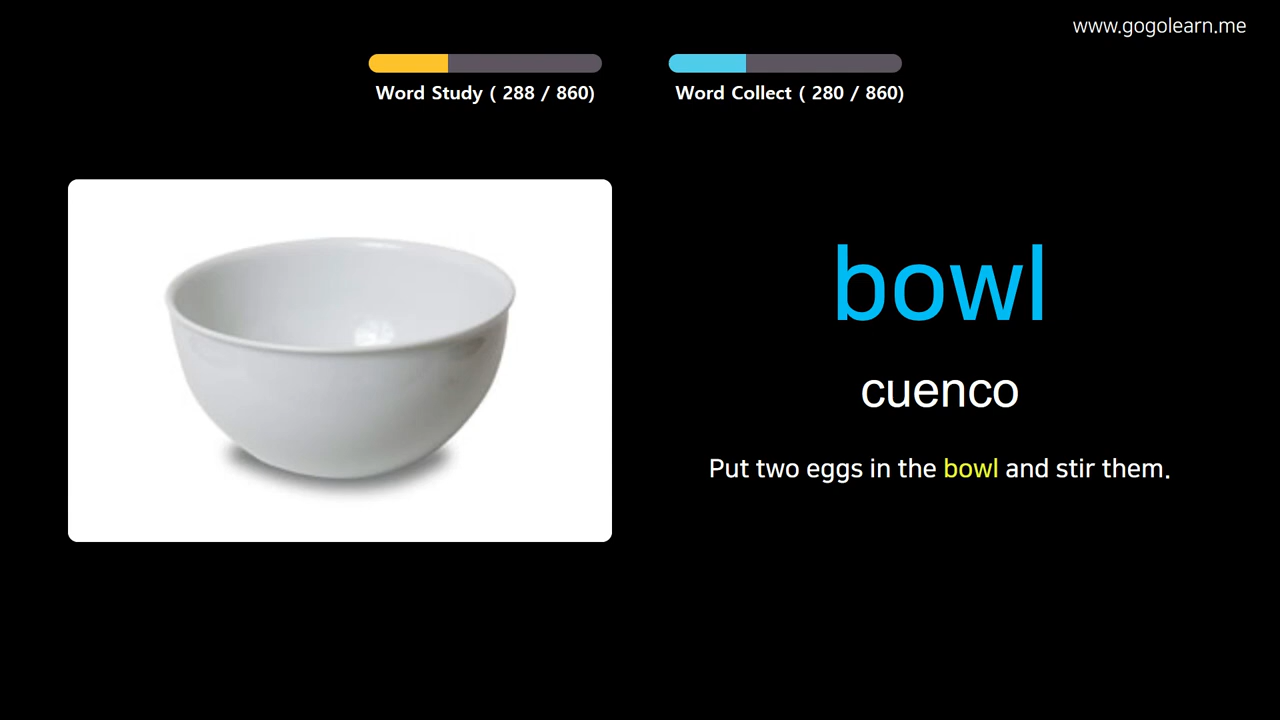 www.gogolearn.me
Word Study ( 288 / 860)
Word Collect ( 280 / 860)
bowl
cuenco
Put two eggs in the bowl and stir them.